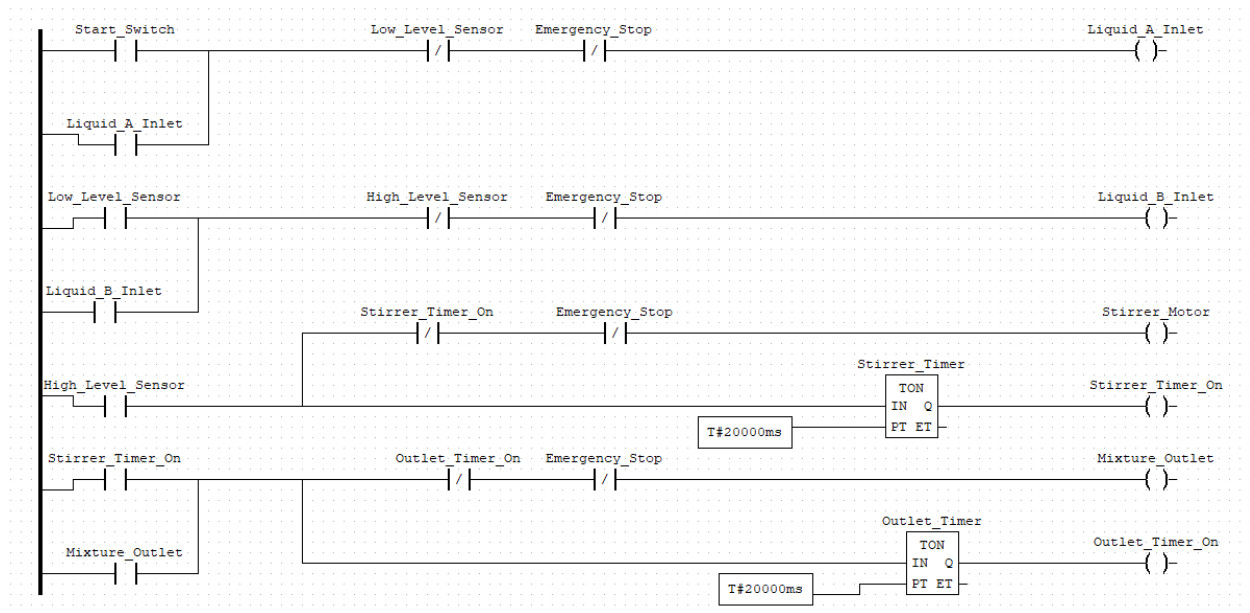 Start_Switch
Low_Level_Sensor
Emergency_Stop
Liquid_A_Inlet
Liquid_A_Inlet
Low_Level_Sensor
High_Level_Sensor
Emergency_Stop
Liquid_B_Inlet
Liquid_B_Inlet
Stirrer_Timer_On
Emergency_Stop
Stirrer_Motor
Stirrer_Timer
High_Level_Sensor
TON
Stirrer_Timer_On
IN Q
T#20000ms
PT ET
Stirrer_Timer_On
Outlet_Timer_On
Emergency_Stop
Mixture_Outlet
Outlet_Timer
Mixture_Outlet
TON
Outlet_Timer_On
IN Q
T#20000ms
PT ET